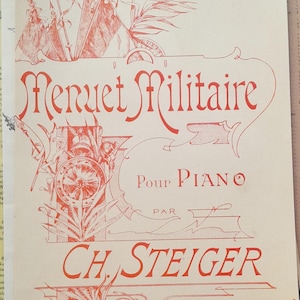 Menuet Militaire
Pour PIANO
PAR
CH. STEIGER